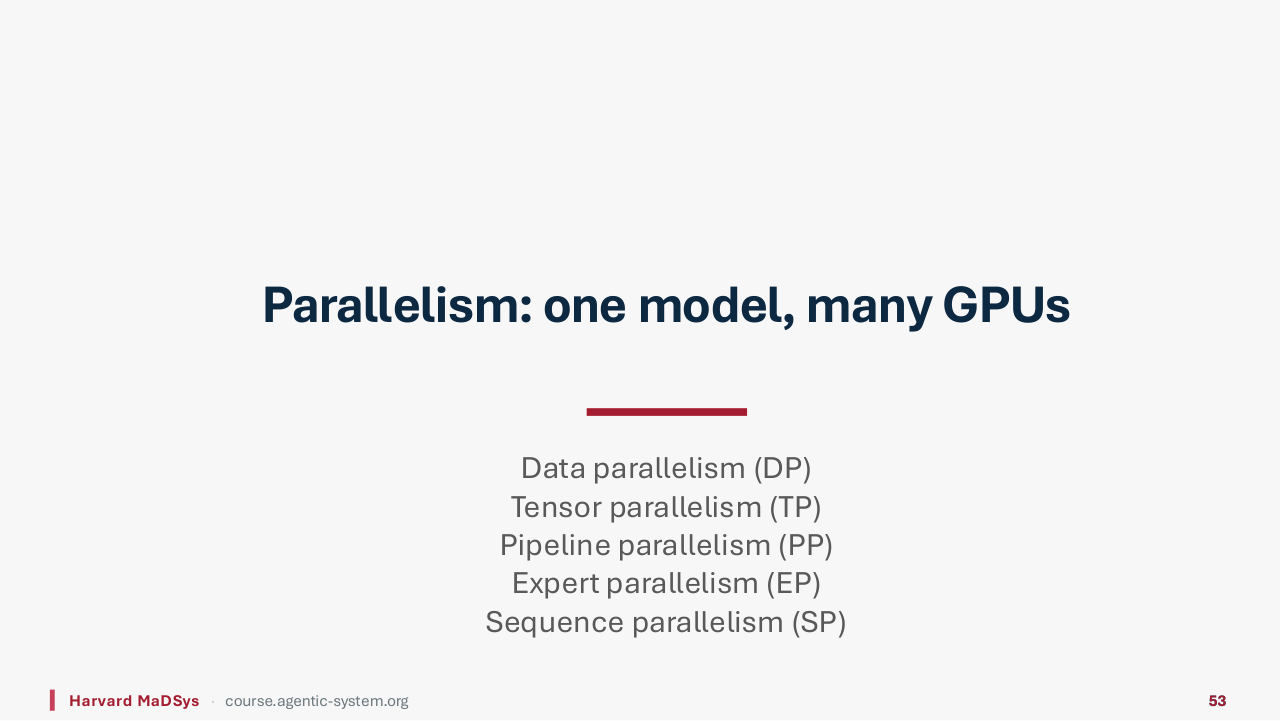 Parallelism: one model, many GPUs
Data parallelism (DP)
Tensor parallelism (TP)
Pipeline parallelism (PP)
Expert parallelism (EP)
Sequence parallelism (SP)
Harvard MaDSys · course.agentic-system.org
53